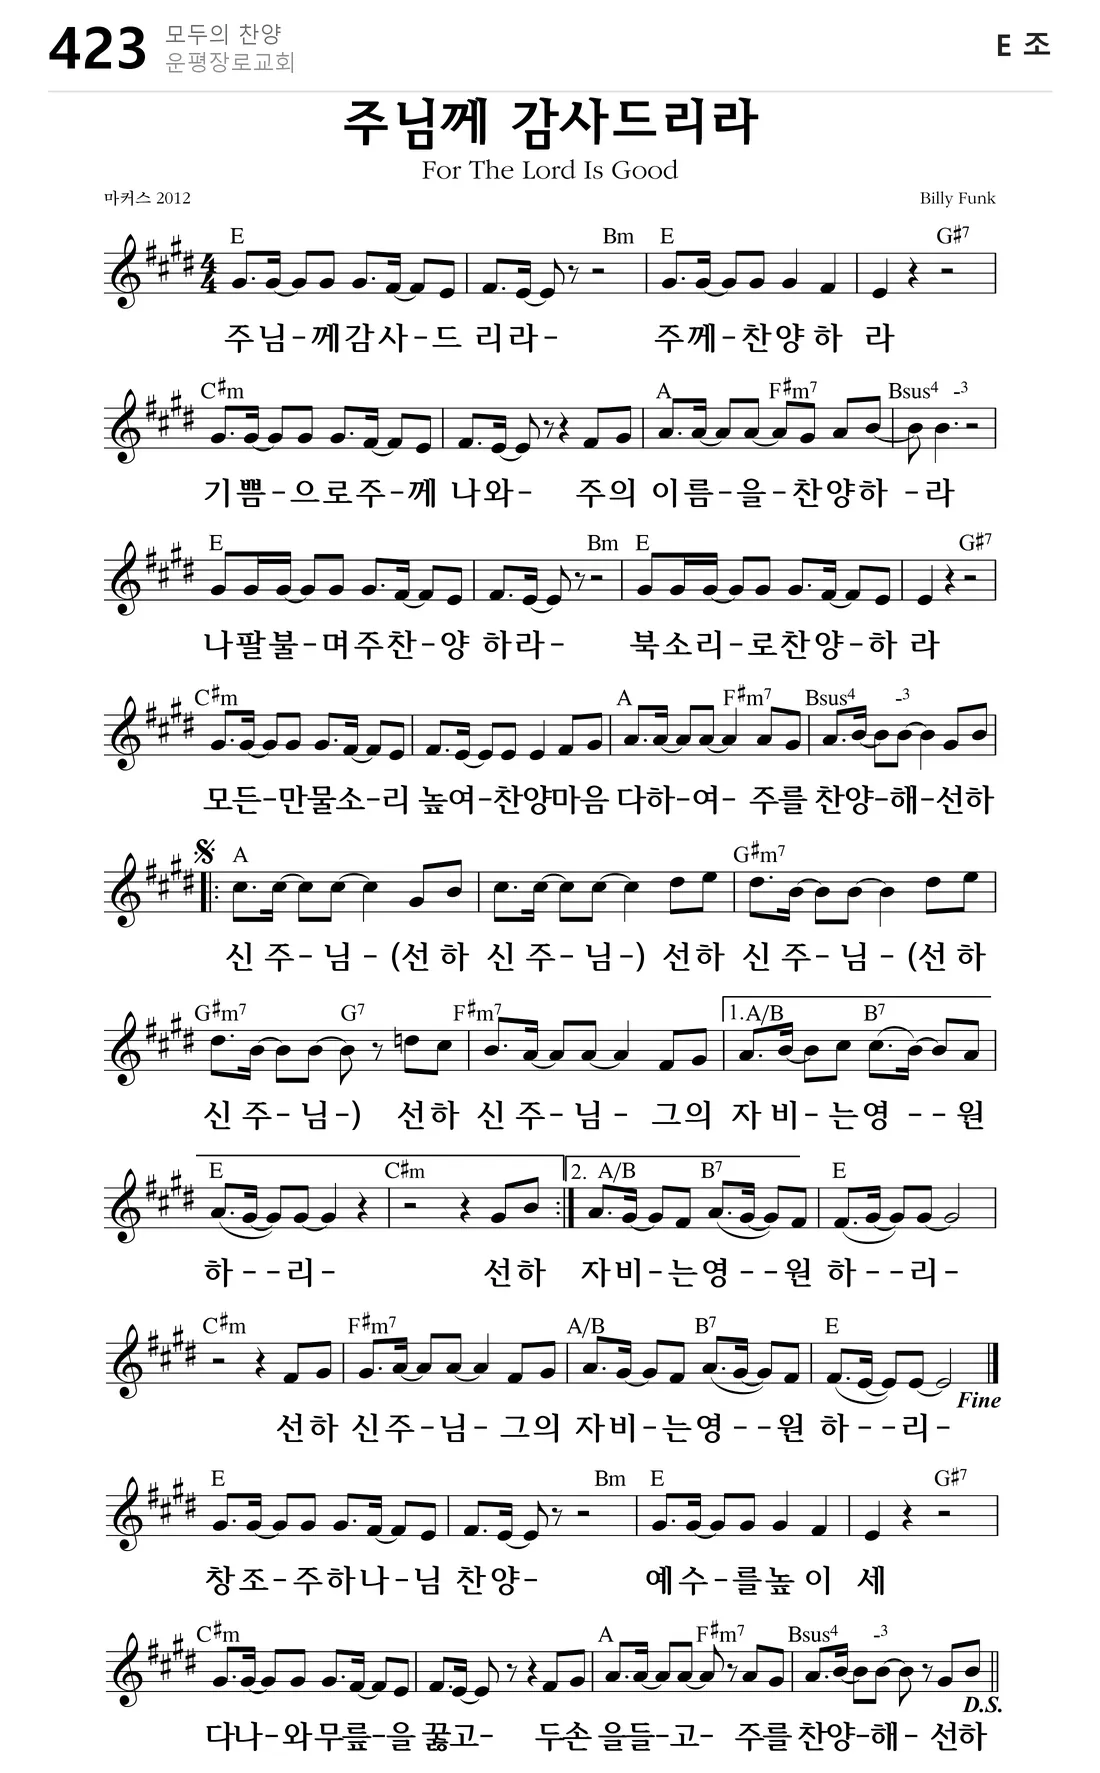 423 모두의 찬양
운평장로교회
E 조
주님께 감사드리라
For The Lord Is Good
마커스 2012 Billy Funk
E Bm E G#7
주님-께감사-드 리라- 주께-찬양 하 라
C#m A F#m7 Bsus4 -3
기쁨-으로주-께 나와- 주의 이름-을-찬양하 -라
E Bm E G#7
나팔불-며주찬-양 하라- 북소리-로찬양-하 라
C#m A F#m7 Bsus4 -3
모든-만물소-리 높여-찬양마음 다하-여- 주를 찬양-해-선하
A G#m7
신 주- 님 - (선 하 신 주- 님-) 선하 신 주- 님 - (선 하
G#m7 G7 F#m7 1. A/B B7
신 주- 님-) 선하 신 주- 님 - 그의 자 비- 는영 - - 원
E C#m 2. A/B B7 E
하 - - 리- 선하 자비-는영 - - 원 하 - - 리-
C#m F#m7 A/B B7 E
Fine
선하 신주-님- 그의 자비-는영 - - 원 하 - - 리-
E Bm E G#7
창조-주하나-님 찬양- 예수-를높 이 세
C#m A F#m7 Bsus4 -3
D.S.
다나-와무릎-을 꿇고- 두손 을들-고- 주를 찬양-해- 선하